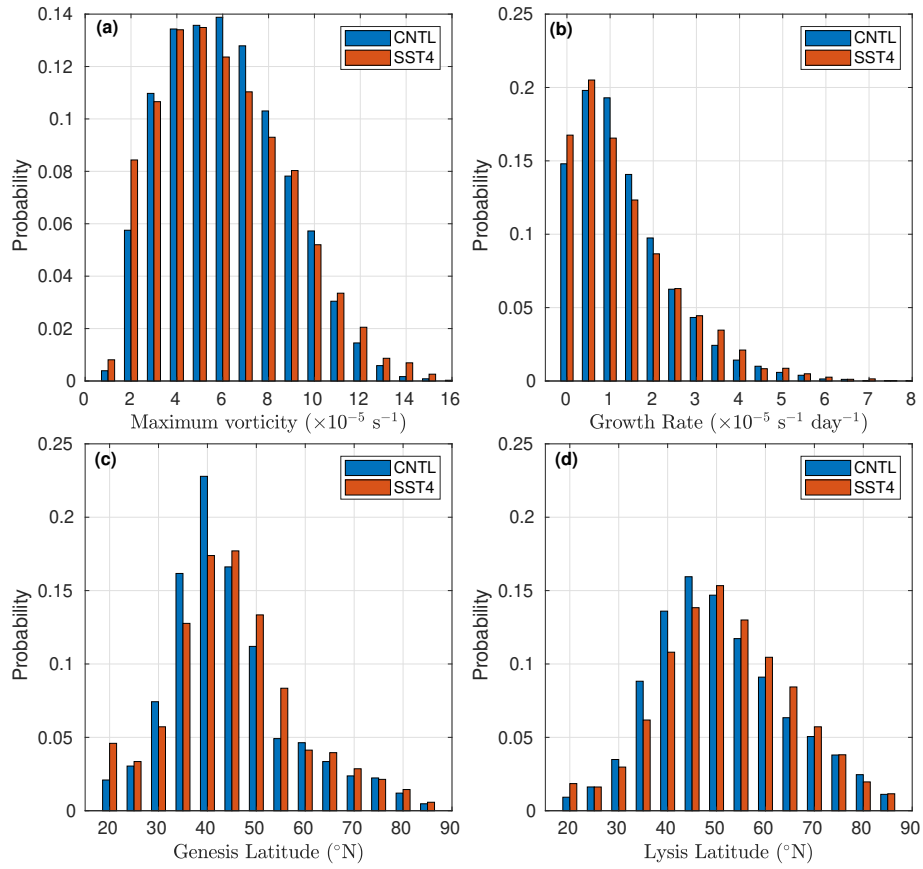 (a)
CNTL
SST4
Probability
0.14
0.12
0.1
0.08
0.06
0.04
0.02
0
0 2 4 6 8 10 12 14 16
Maximum vorticity (×10⁻⁵ s⁻¹)
(b)
CNTL
SST4
Probability
0.25
0.2
0.15
0.1
0.05
0
0 1 2 3 4 5 6 7 8
Growth Rate (×10⁻⁵ s⁻¹ day⁻¹)
(c)
CNTL
SST4
Probability
0.25
0.2
0.15
0.1
0.05
0
20 30 40 50 60 70 80 90
Genesis Latitude (°N)
(d)
CNTL
SST4
Probability
0.25
0.2
0.15
0.1
0.05
0
20 30 40 50 60 70 80 90
Lysis Latitude (°N)